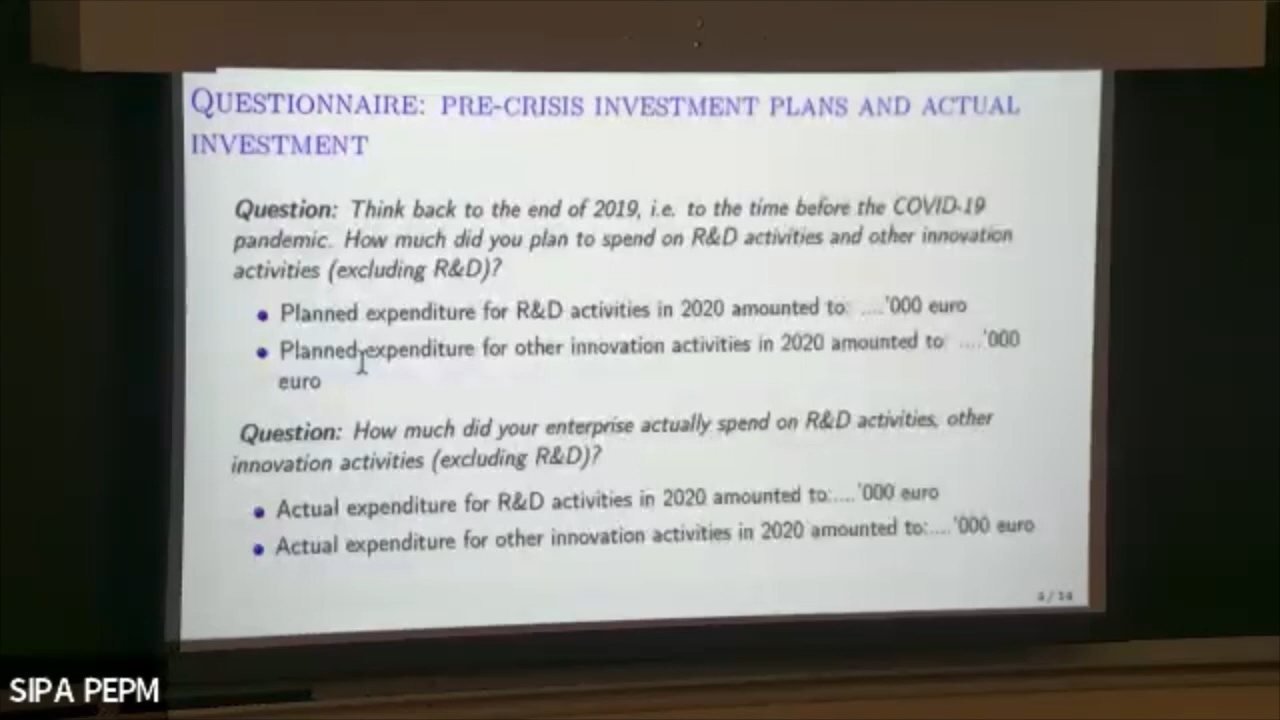 QUESTIONNAIRE: PRE-CRISIS INVESTMENT PLANS AND ACTUAL
INVESTMENT
Question: Think back to the end of 2019, i.e. to the time before the COVID-19
pandemic. How much did you plan to spend on R&D activities and other innovation
activities (excluding R&D)?
Planned expenditure for R&D activities in 2020 amounted to: ....'000 euro
Planned expenditure for other innovation activities in 2020 amounted to: ....'000
euro
Question: How much did your enterprise actually spend on R&D activities, other
innovation activities (excluding R&D)?
Actual expenditure for R&D activities in 2020 amounted to:....'000 euro
Actual expenditure for other innovation activities in 2020 amounted to:....'000 euro
SIPA PEPM